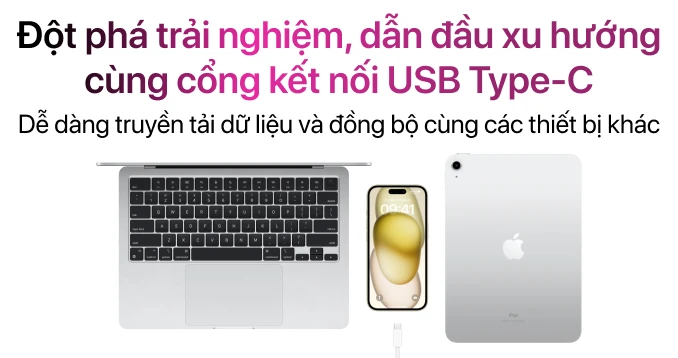 Đột phá trải nghiệm, dẫn đầu xu hướng
cùng cổng kết nối USB Type-C
Dễ dàng truyền tải dữ liệu và đồng bộ cùng các thiết bị khác
09:41
iPad